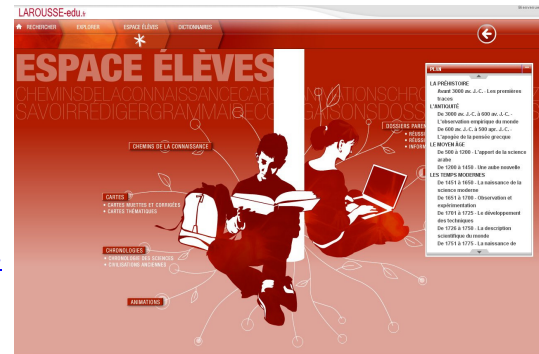 LAROUSSE-edu.fr
RECHERCHER EXPLORER ESPACE ÉLÈVES DICTIONNAIRES
ESPACE ÉLÈVES
CHEMINSDELACONNAISSANCECAR
SAVOIRRÉDIGERGRAMMAIRE
CHEMINS DE LA CONNAISSANCE
DOSSIERS
CARTES
• CARTES MUETTES ET CORRIGÉES
• CARTES THÉMATIQUES
CHRONOLOGIES
• CHRONOLOGIE DES SCIENCES
• CIVILISATIONS ANCIENNES
ANIMATIONS
PLAN
LA PRÉHISTOIRE
Avant 3000 av. J.-C. - Les premières
traces
L'ANTIQUITÉ
De 3000 av. J.-C. à 600 av. J.-C. -
L'observation empirique du monde
De 600 av. J.-C. à 500 apr. J.-C. -
L'apogée de la pensée grecque
LE MOYEN ÂGE
De 500 à 1200 - L'apport de la science
arabe
De 1200 à 1450 - Une aube nouvelle
LES TEMPS MODERNES
De 1451 à 1650 - La naissance de la
science moderne
De 1651 à 1700 - Observation et
expérimentation
De 1701 à 1725 - Le développement
des techniques
De 1726 à 1750 - La description
scientifique du monde
De 1751 à 1775 - La naissance de